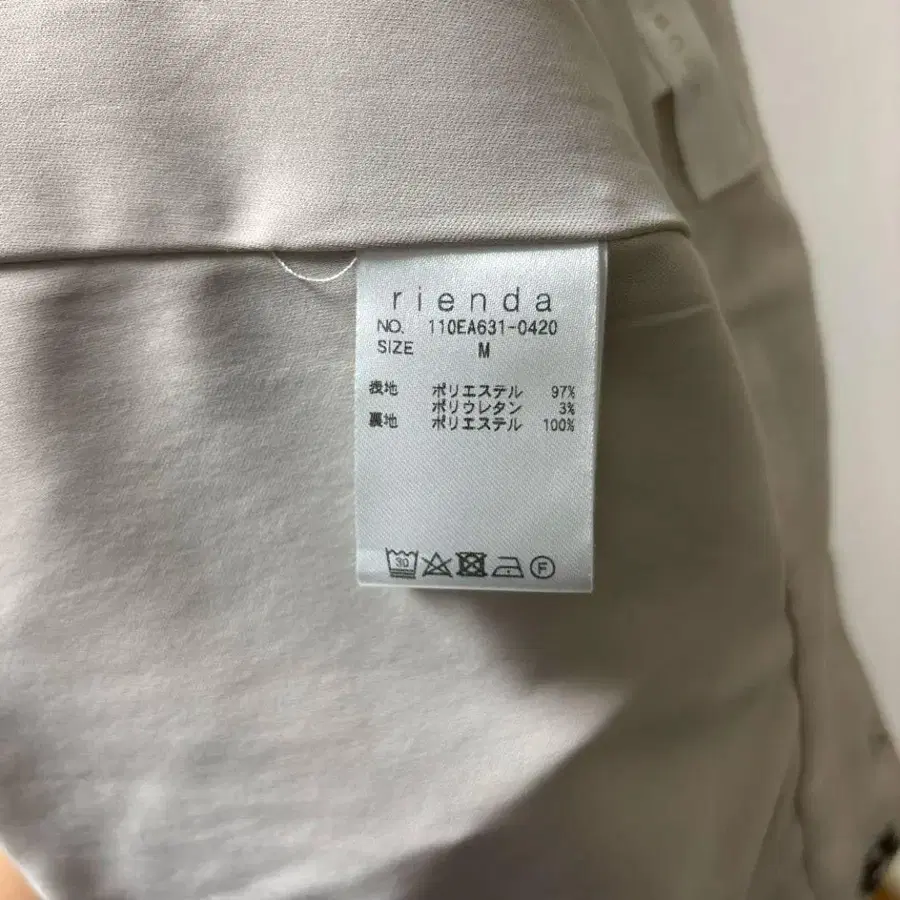 rienda
NO. 110EA631-0420
SIZE M
表地 ポリエステル 97%
ポリウレタン 3%
裏地 ポリエステル 100%
30 F